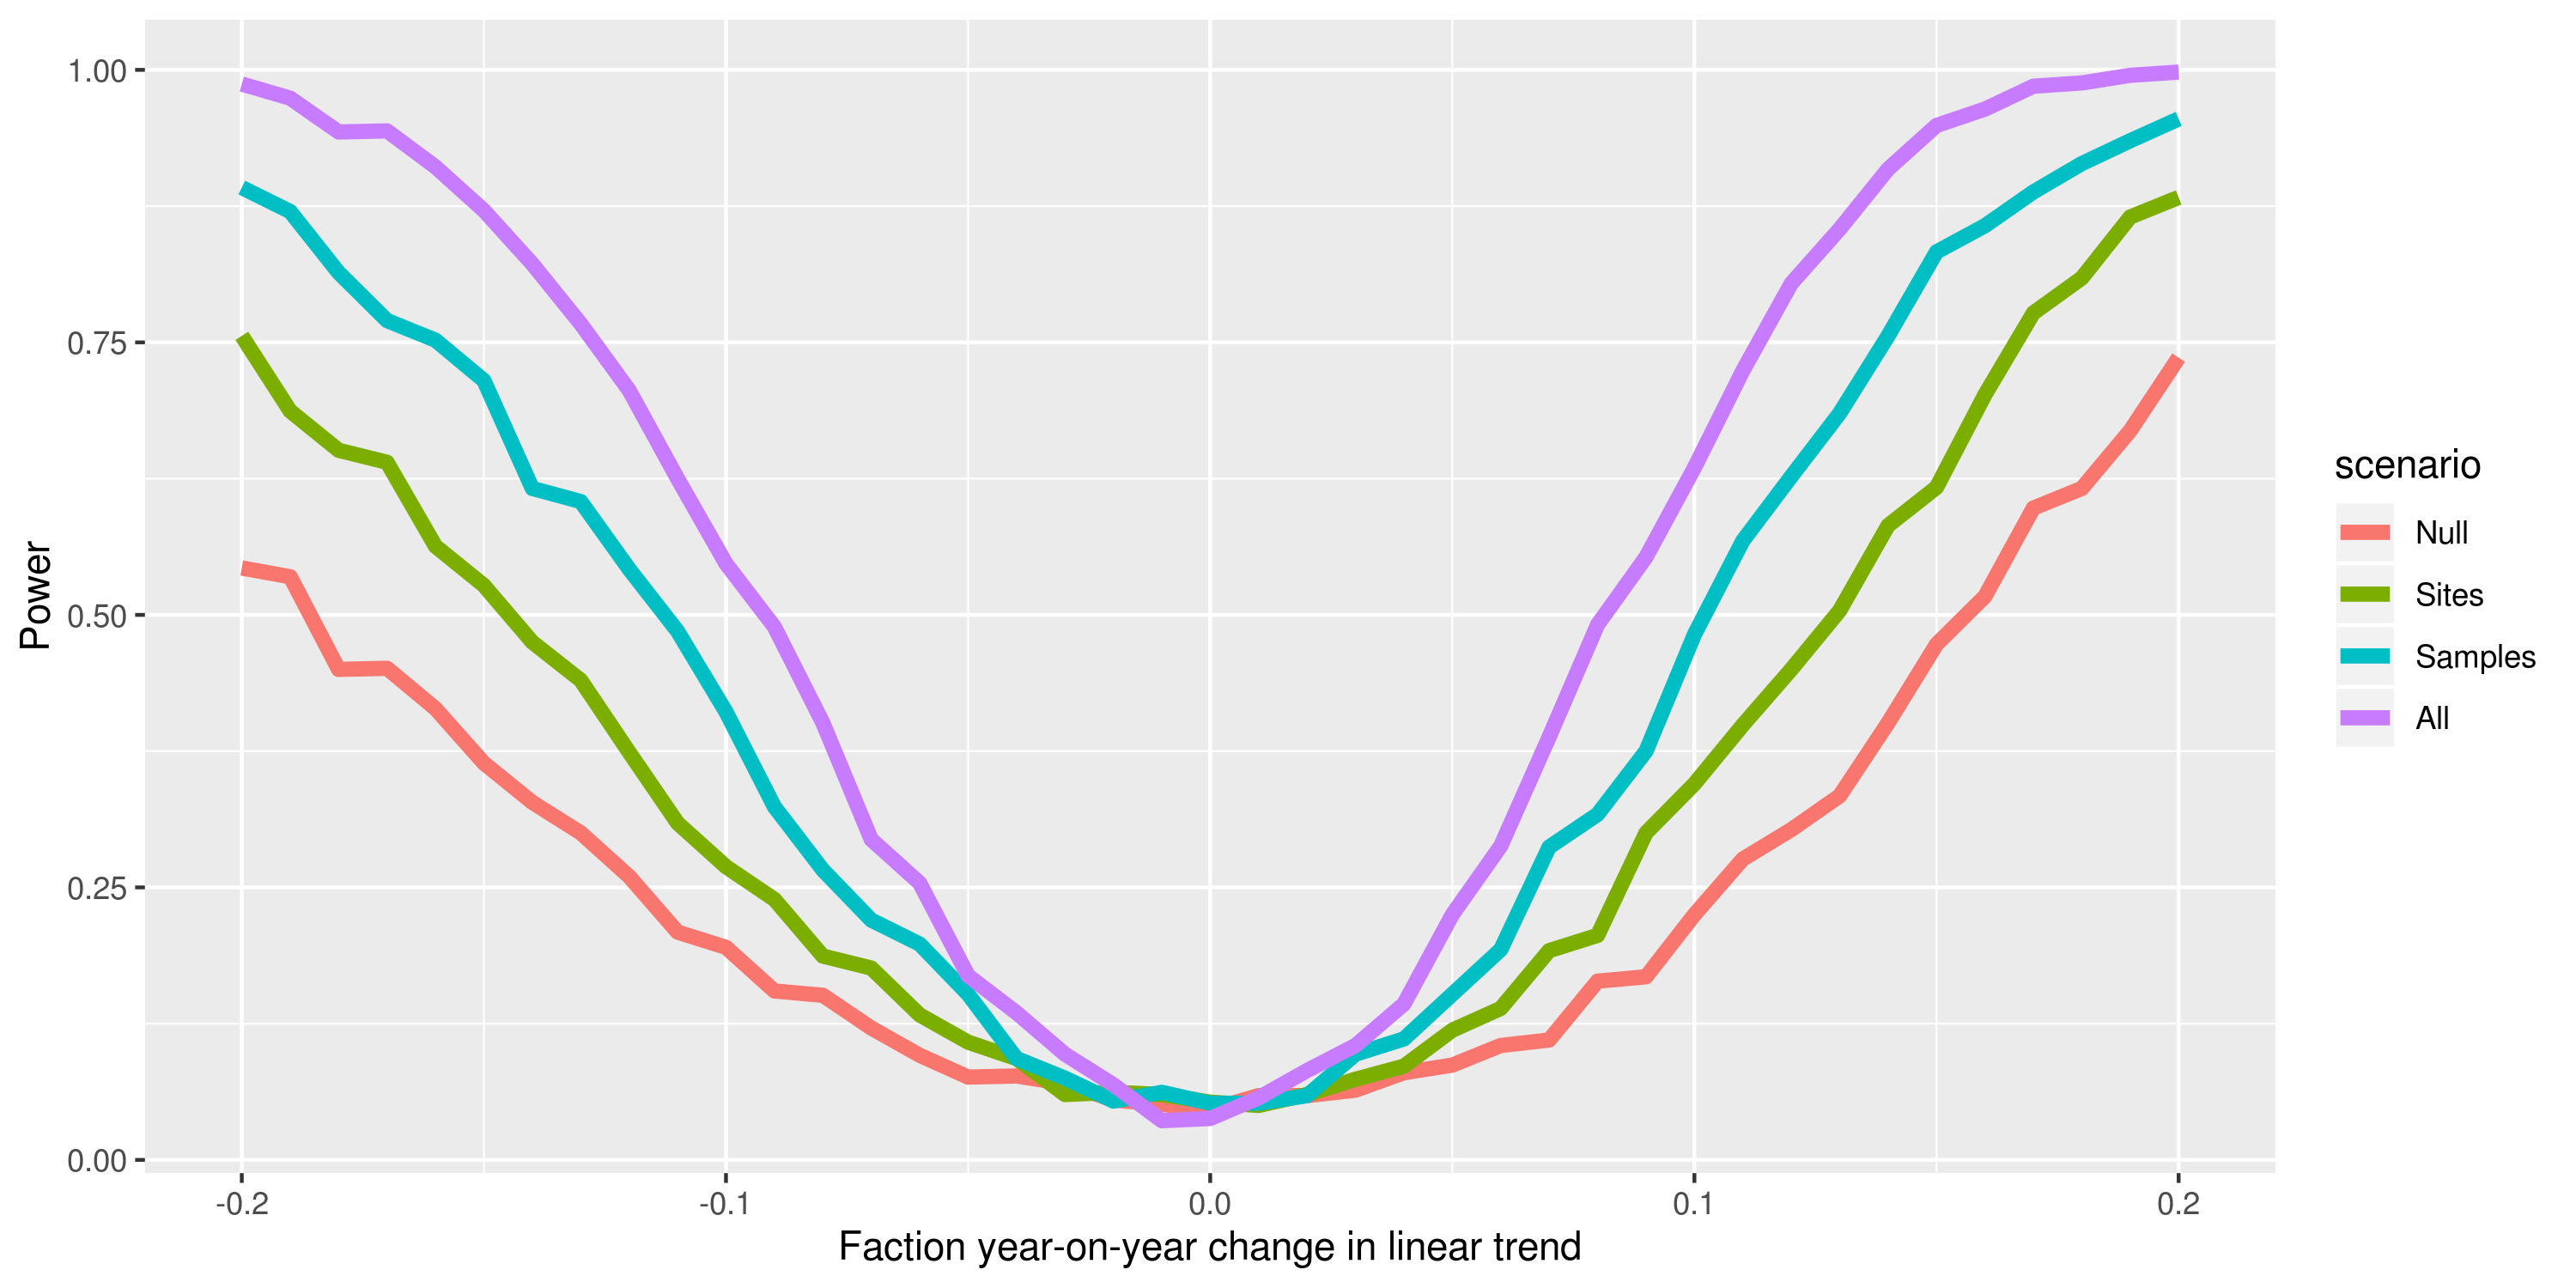 1.00
0.75
0.50
0.25
0.00
Power
-0.2 -0.1 0.0 0.1 0.2
Faction year-on-year change in linear trend
scenario
Null
Sites
Samples
All